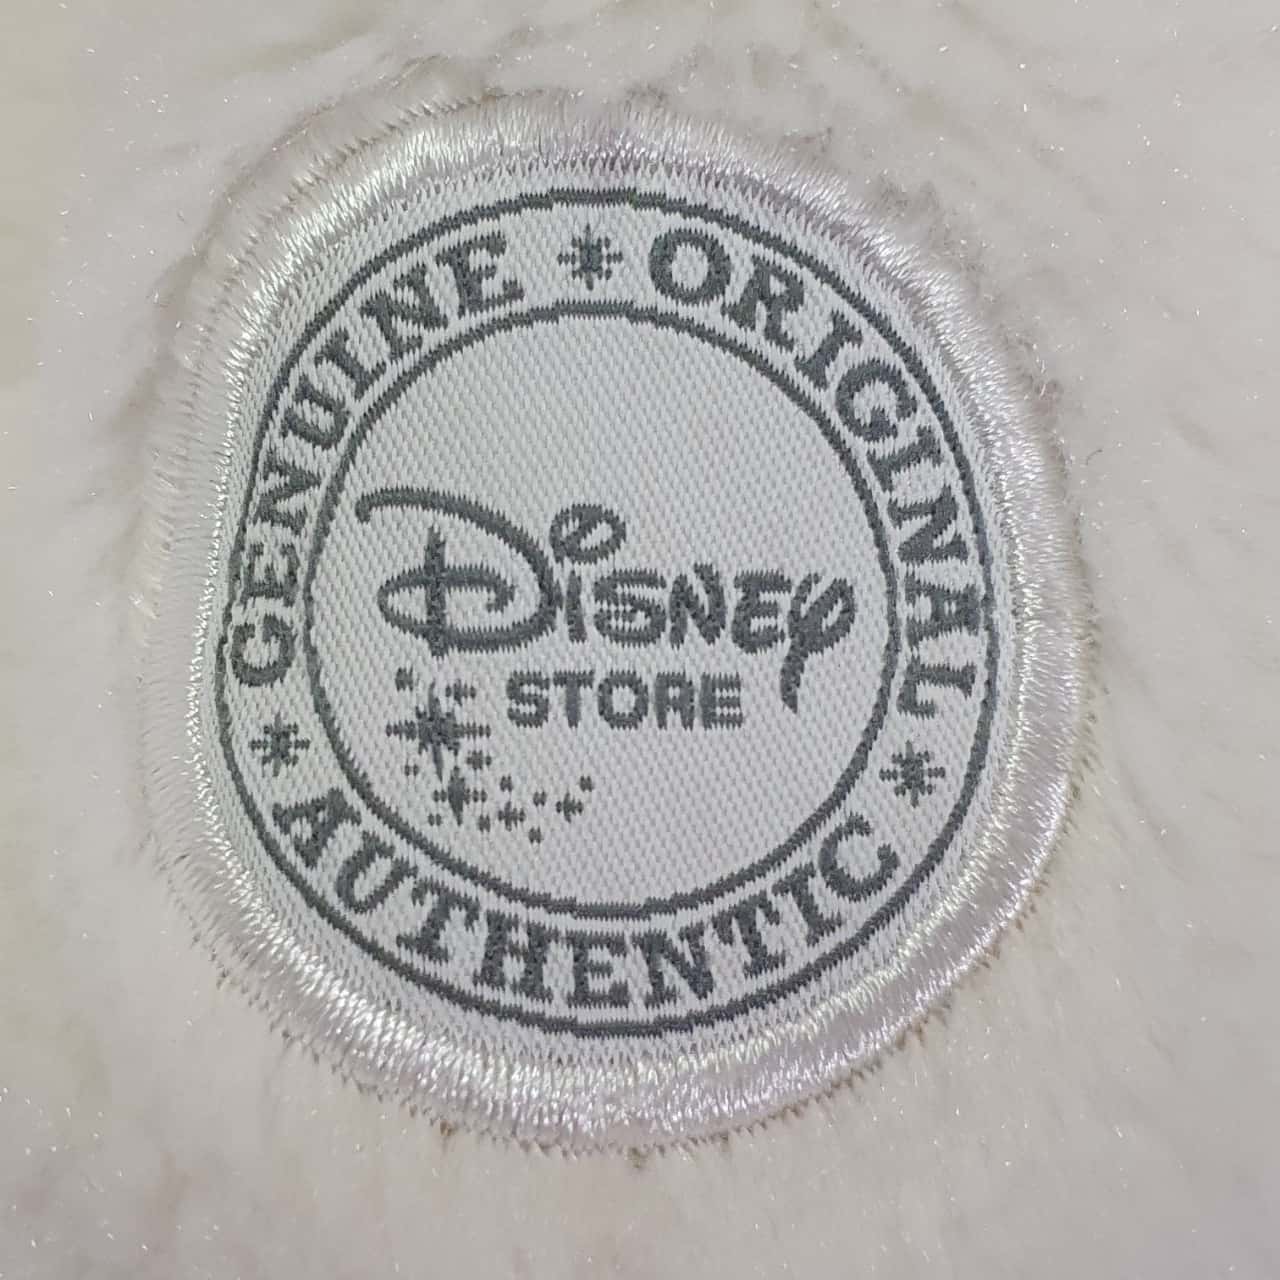 GENUINE * ORIGINAL * AUTHENTIC *
Disney
STORE